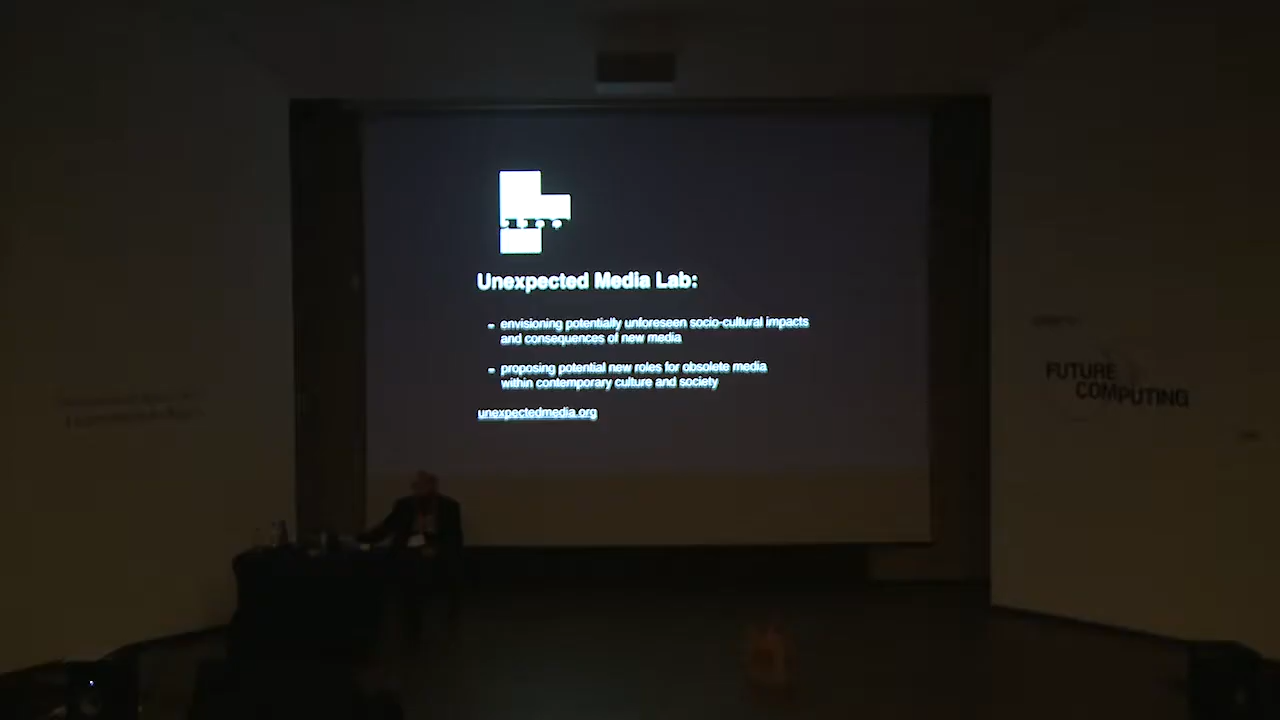 Unexpected Media Lab:
- envisioning potentially unforeseen socio-cultural impacts
and consequences of new media
- proposing potential new roles for obsolete media
within contemporary culture and society
unexpectedmedia.org
FUTURE
COMPUTING